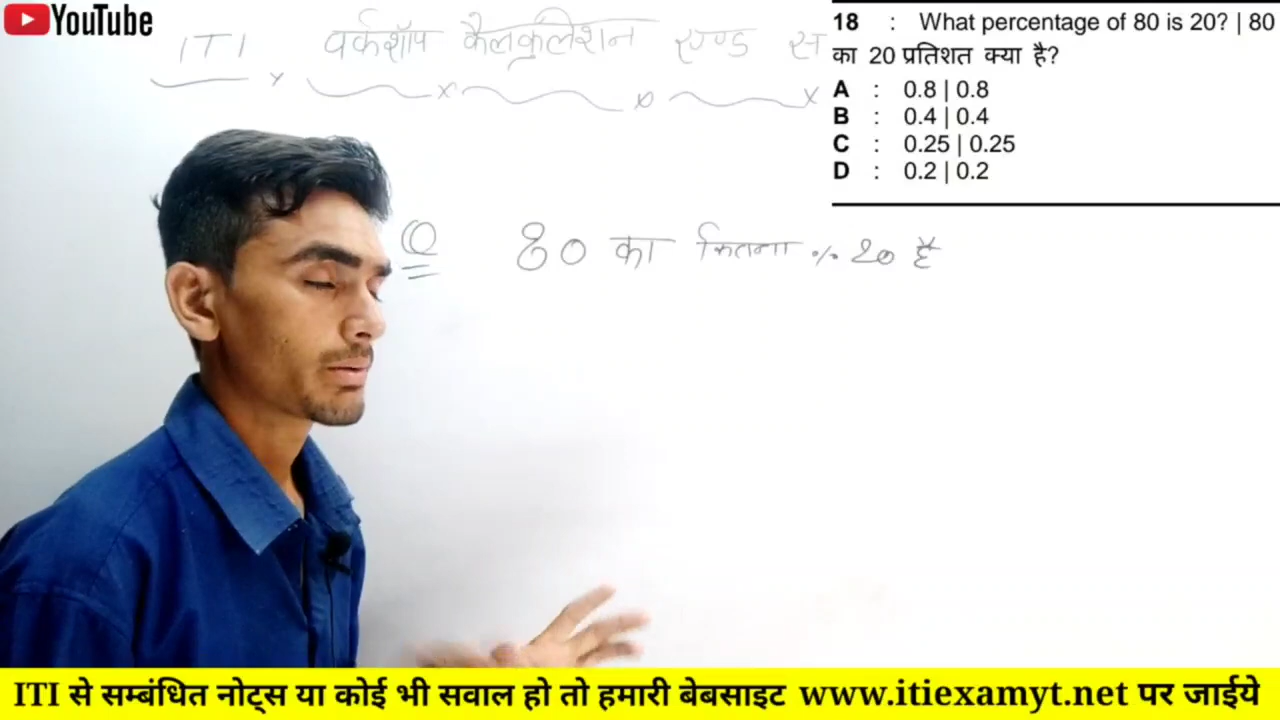 YouTube
ITI वर्कशॉप कैलकुलेशन एण्ड स
18 : What percentage of 80 is 20? | 80
का 20 प्रतिशत क्या है?
A : 0.8 | 0.8
B : 0.4 | 0.4
C : 0.25 | 0.25
D : 0.2 | 0.2
Q 80 का कितना % 20 है
ITI से सम्बंधित नोट्स या कोई भी सवाल हो तो हमारी बेबसाइट www.itiexamyt.net पर जाईये